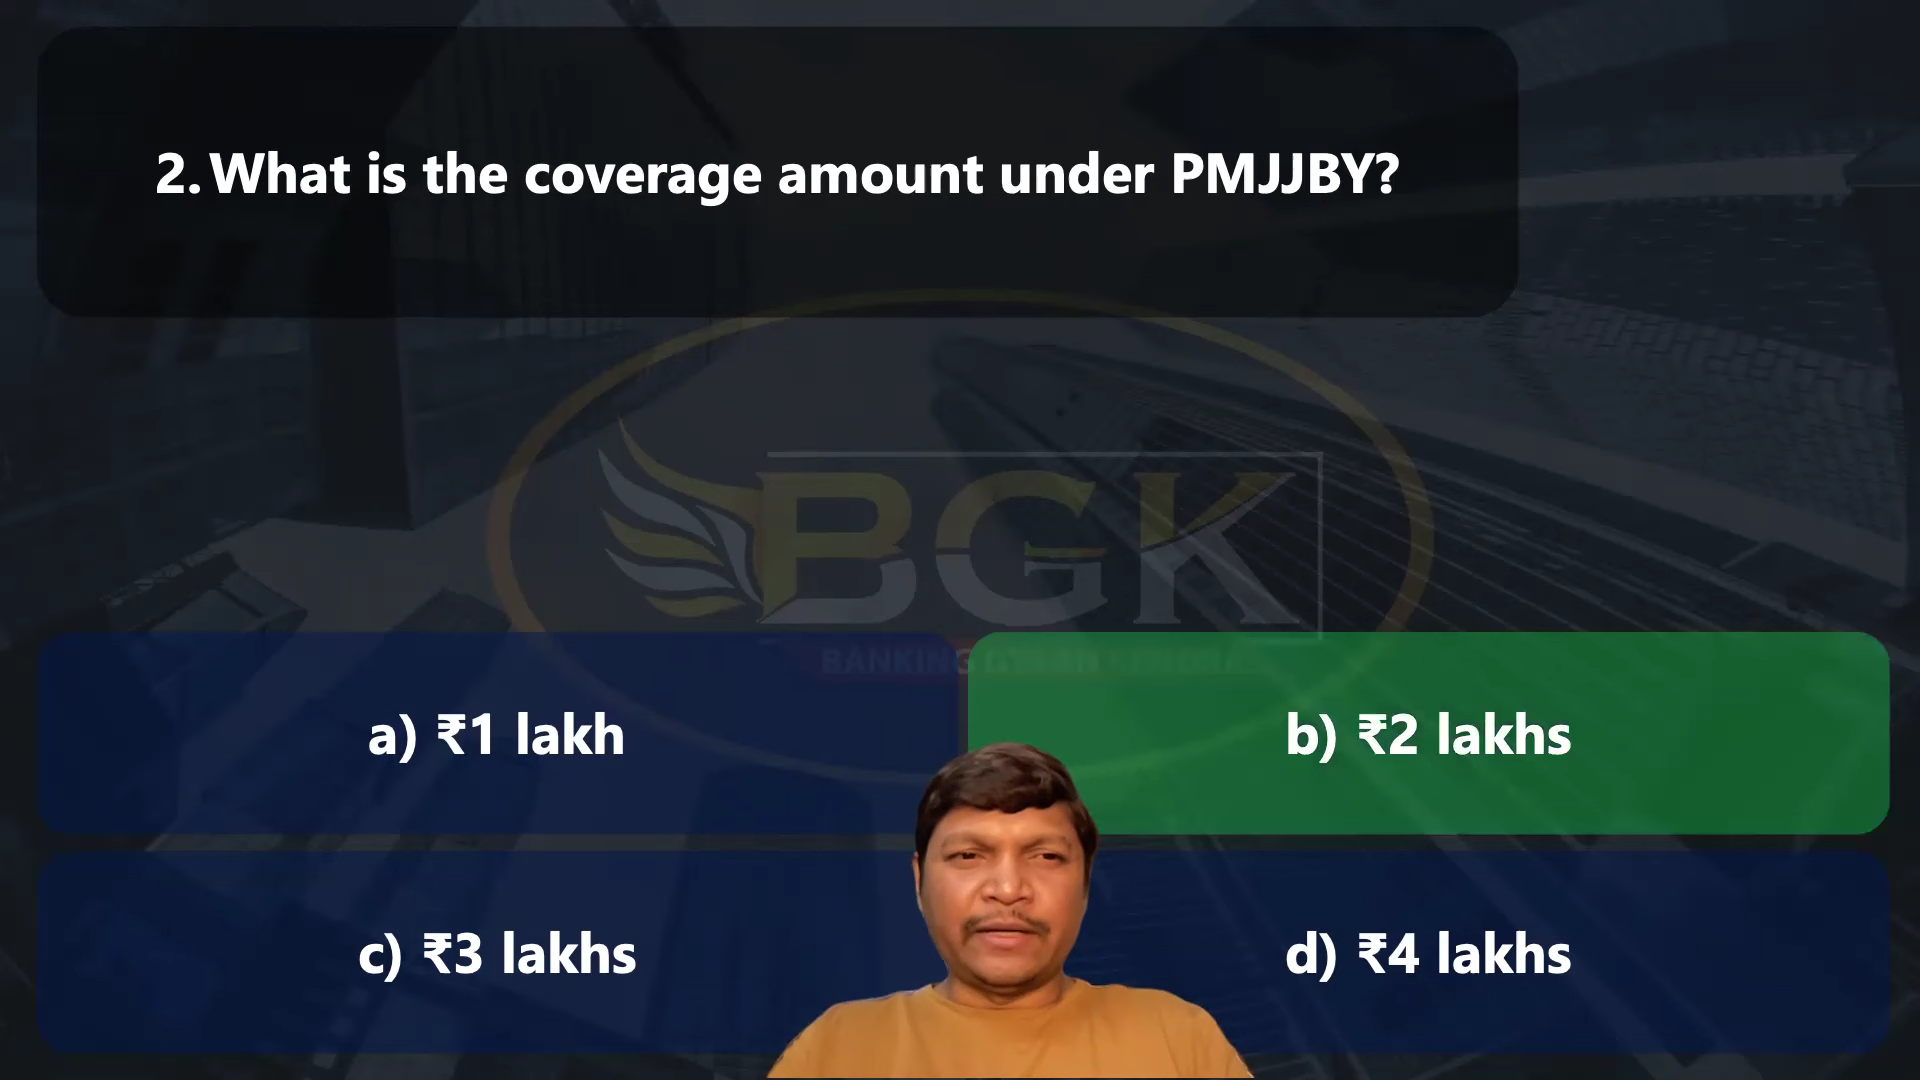 2. What is the coverage amount under PMJJBY?
BGK
a) ₹1 lakh
b) ₹2 lakhs
c) ₹3 lakhs
d) ₹4 lakhs